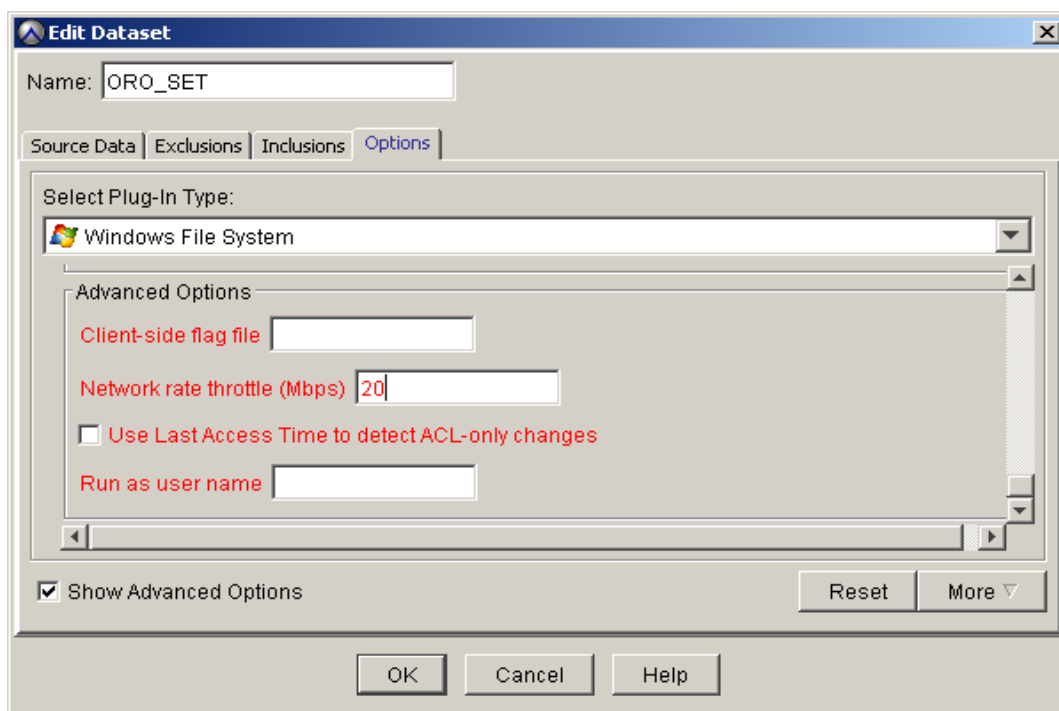 Edit Dataset
Name: ORO_SET
Source Data Exclusions Inclusions Options
Select Plug-In Type:
Windows File System
Advanced Options
Client-side flag file
Network rate throttle (Mbps) 20
Use Last Access Time to detect ACL-only changes
Run as user name
Show Advanced Options Reset More
OK Cancel Help